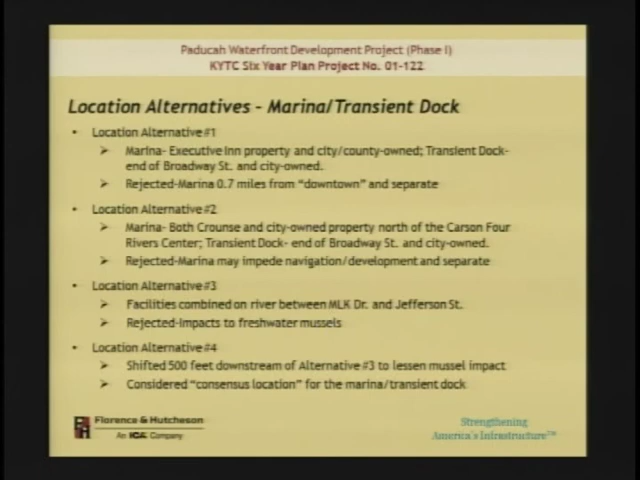 Paducah Waterfront Development Project (Phase I)
KYTC Six Year Plan Project No. 01-122
Location Alternatives - Marina/Transient Dock
• Location Alternative #1
➢ Marina- Executive Inn property and city/county-owned; Transient Dock-
end of Broadway St. and city-owned.
➢ Rejected-Marina 0.7 miles from "downtown" and separate
• Location Alternative #2
➢ Marina- Both Crounse and city-owned property north of the Carson Four
Rivers Center; Transient Dock- end of Broadway St. and city-owned.
➢ Rejected-Marina may impede navigation/development and separate
• Location Alternative #3
➢ Facilities combined on river between MLK Dr. and Jefferson St.
➢ Rejected-Impacts to freshwater mussels
• Location Alternative #4
➢ Shifted 500 feet downstream of Alternative #3 to lessen mussel impact
➢ Considered "consensus location" for the marina/transient dock
Florence & Hutcheson
An ICA Company
Strengthening
America's Infrastructure™